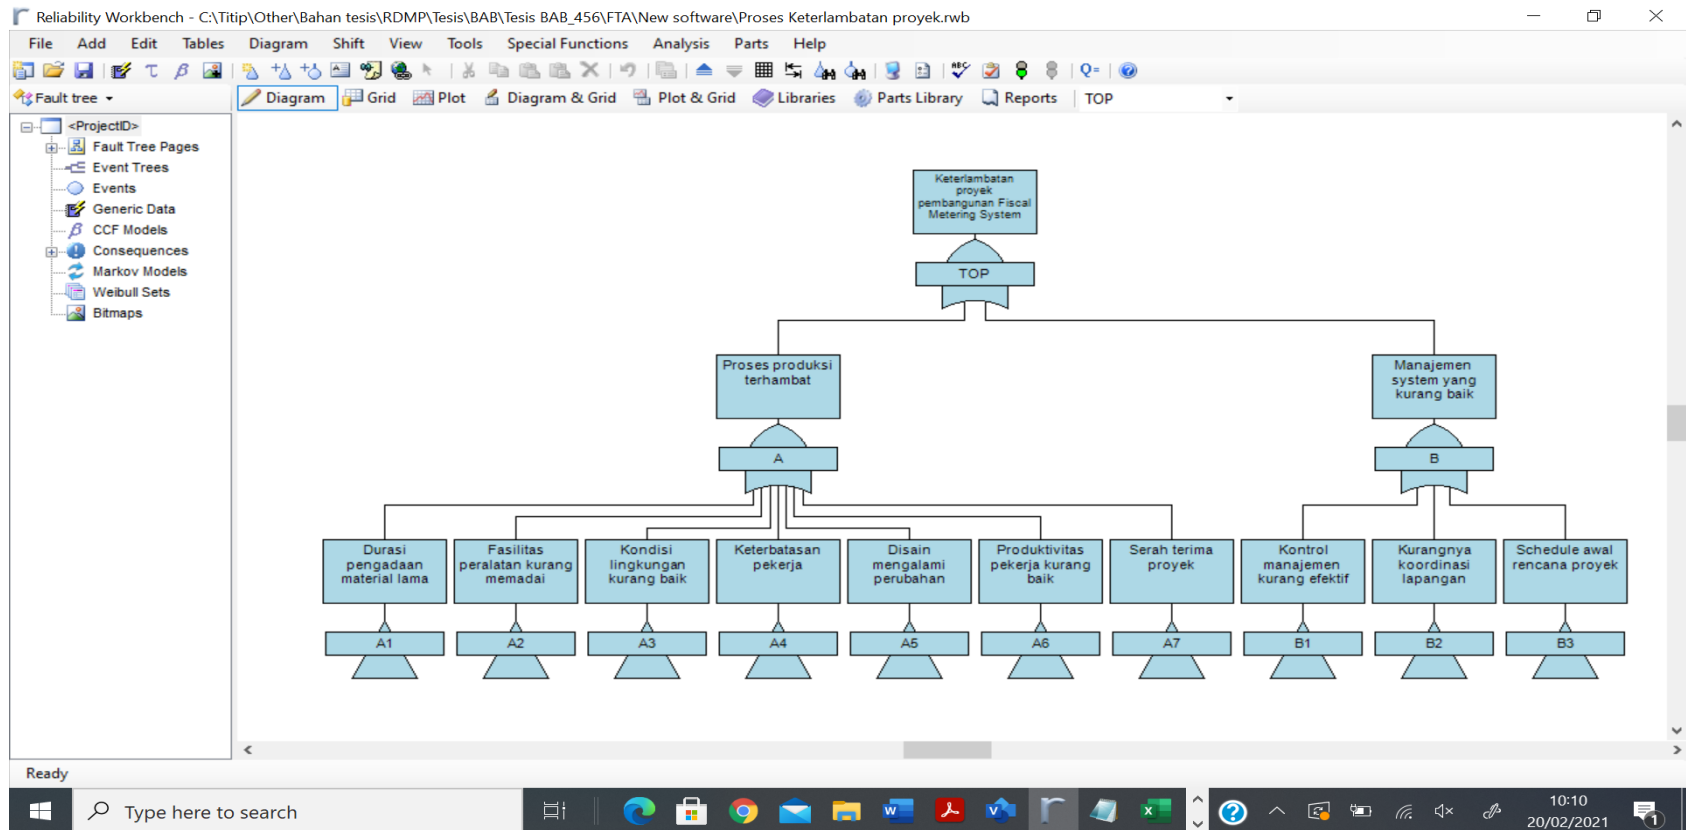 Reliability Workbench - C:\Titip\Other\Bahan tesis\RDMP\Tesis\BAB\Tesis BAB_456\FTA\New software\Proses Keterlambatan proyek.rwb
File Add Edit Tables Diagram Shift View Tools Special Functions Analysis Parts Help
Q=
Fault tree
Diagram Grid Plot Diagram & Grid Plot & Grid Libraries Parts Library Reports TOP
<ProjectID>
Fault Tree Pages
Event Trees
Events
Generic Data
CCF Models
Consequences
Markov Models
Weibull Sets
Bitmaps
Keterlambatan
proyek
pembangunan Fiscal
Metering System
TOP
Proses produksi
terhambat
A
Manajemen
system yang
kurang baik
B
Durasi
pengadaan
material lama
A1
Fasilitas
peralatan kurang
memadai
A2
Kondisi
lingkungan
kurang baik
A3
Keterbatasan
pekerja
A4
Disain
mengalami
perubahan
A5
Produktivitas
pekerja kurang
baik
A6
Serah terima
proyek
A7
Kontrol
manajemen
kurang efektif
B1
Kurangnya
koordinasi
lapangan
B2
Schedule awal
rencana proyek
B3
Ready
Type here to search
10:10
20/02/2021
1